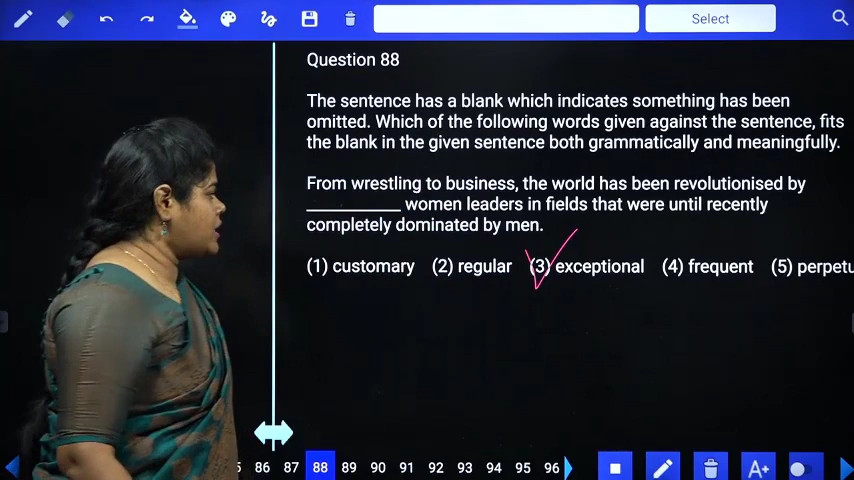 Select
Question 88
The sentence has a blank which indicates something has been
omitted. Which of the following words given against the sentence, fits
the blank in the given sentence both grammatically and meaningfully.
From wrestling to business, the world has been revolutionised by
__________ women leaders in fields that were until recently
completely dominated by men.
(1) customary (2) regular (3) exceptional (4) frequent (5) perpetu
86 87 88 89 90 91 92 93 94 95 96
A+